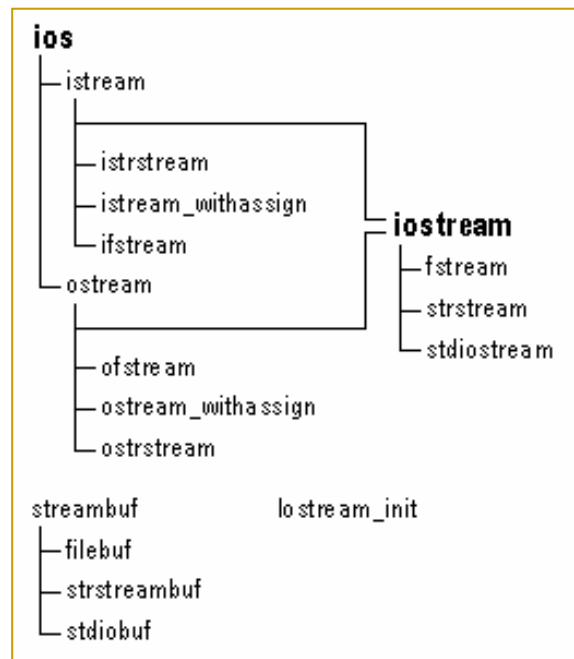 ios
istream
istrstream
istream_withassign
ifstream
ostream
ofstream
ostream_withassign
ostrstream
iostream
fstream
strstream
stdiostream
streambuf
filebuf
strstreambuf
stdiobuf
Iostream_init